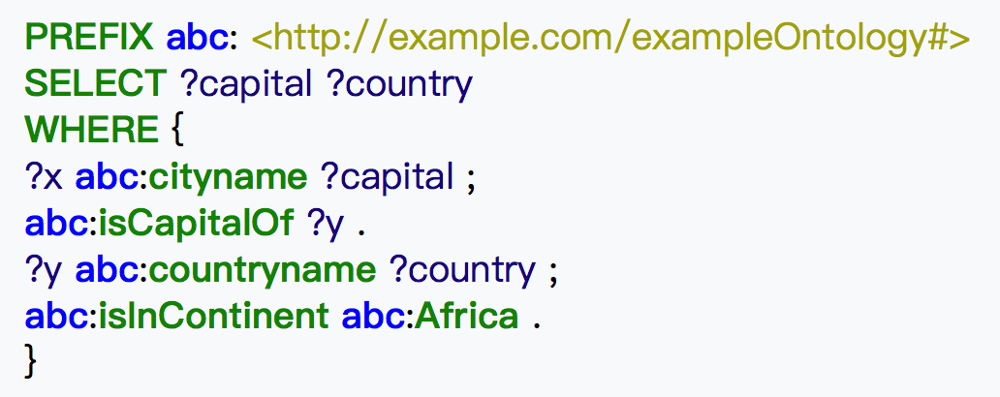 PREFIX abc: <http://example.com/exampleOntology#>
SELECT ?capital ?country
WHERE {
?x abc:cityname ?capital ;
abc:isCapitalOf ?y .
?y abc:countryname ?country ;
abc:isInContinent abc:Africa .
}